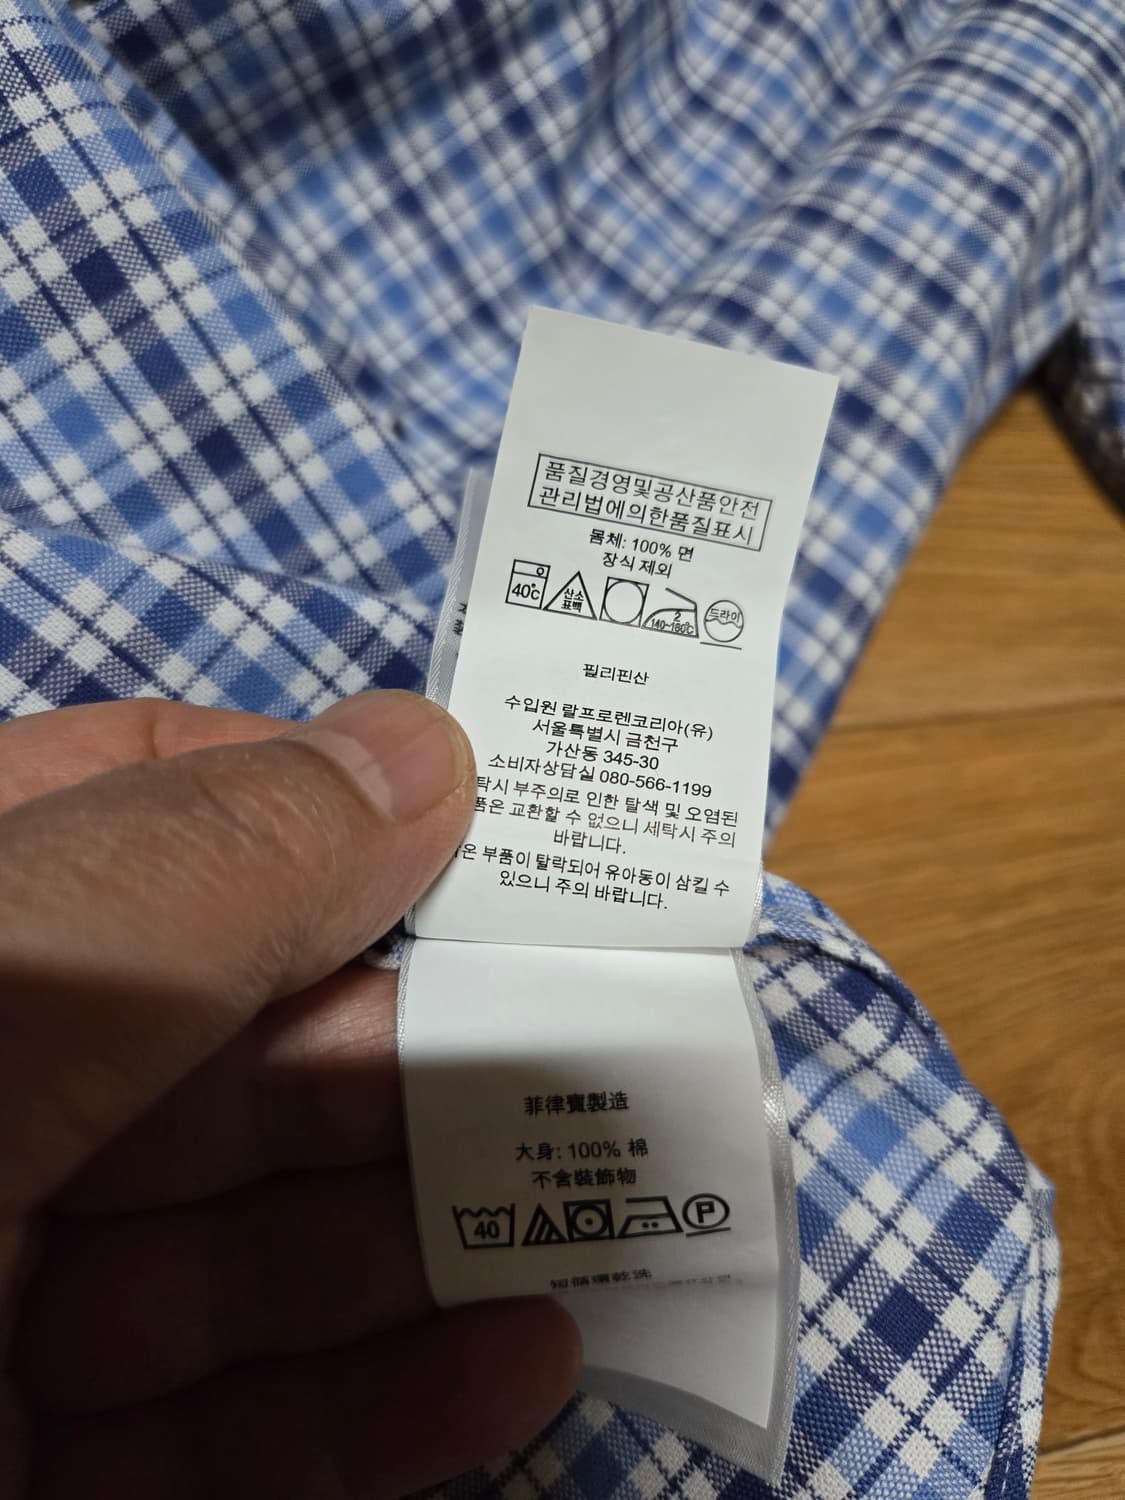 품질경영및공산품안전
관리법에의한품질표시
몸체: 100% 면
장식 제외
40℃
산소
표백
2
140~160℃
드라이
필리핀산
수입원 랄프로렌코리아(유)
서울특별시 금천구
가산동 345-30
소비자상담실 080-566-1199
탁시 부주의로 인한 탈색 및 오염된
품은 교환할 수 없으니 세탁시 주의
바랍니다.
은 부품이 탈락되어 유아동이 삼킬 수
있으니 주의 바랍니다.
菲律賓製造
大身: 100% 棉
不含裝飾物
40
P
短循環乾洗